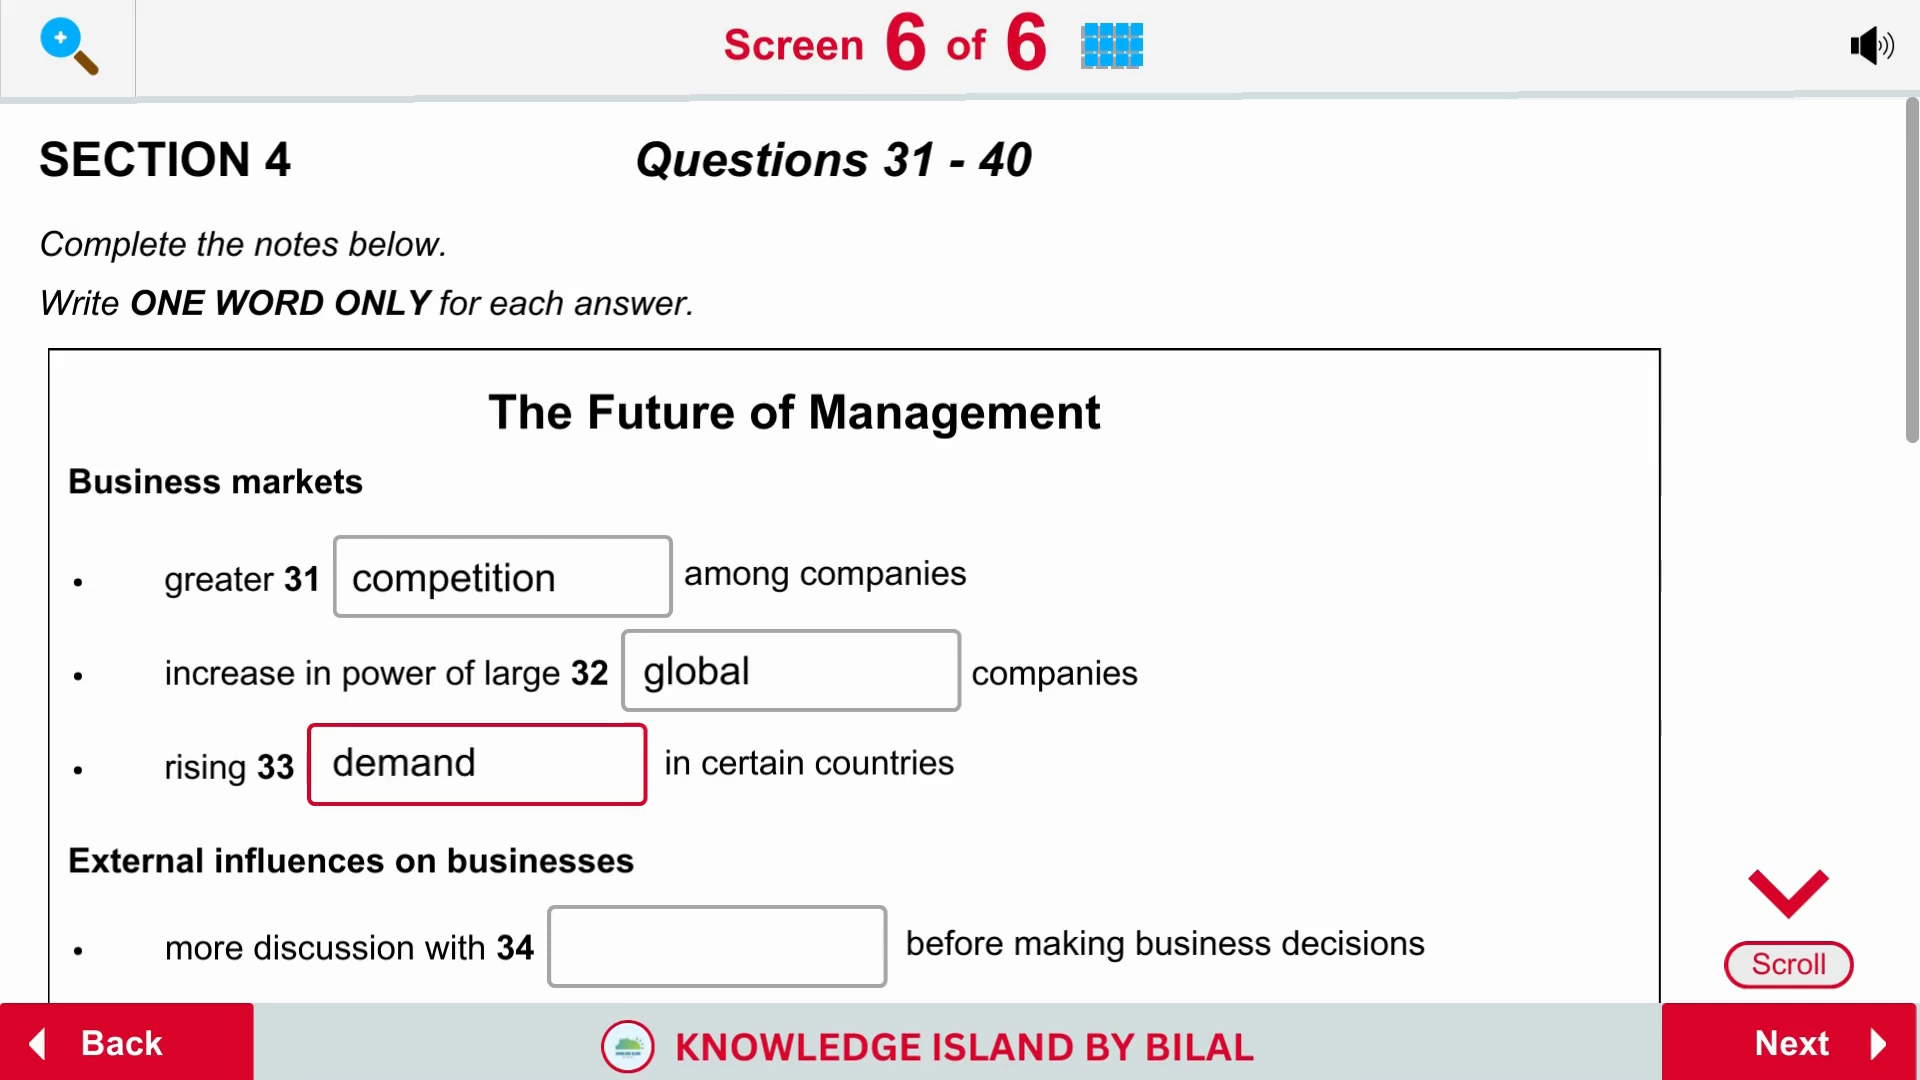 Screen 6 of 6
SECTION 4 Questions 31 - 40
Complete the notes below.
Write ONE WORD ONLY for each answer.
The Future of Management
Business markets
• greater 31 competition among companies
• increase in power of large 32 global companies
• rising 33 demand in certain countries
External influences on businesses
• more discussion with 34 before making business decisions
Scroll
Back
KNOWLEDGE ISLAND BY BILAL
Next